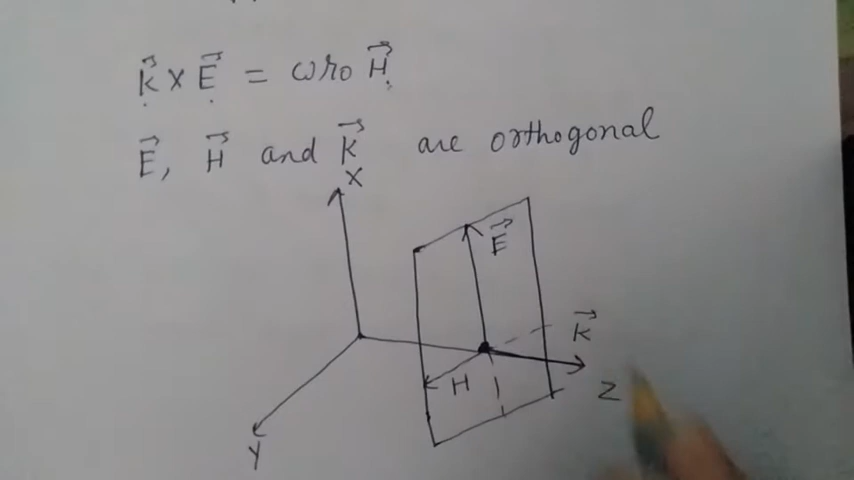 K⃗ × E⃗ = ωμ₀ H⃗
E⃗, H⃗ and K⃗ are orthogonal
X
E⃗
K⃗
H
Z
Y